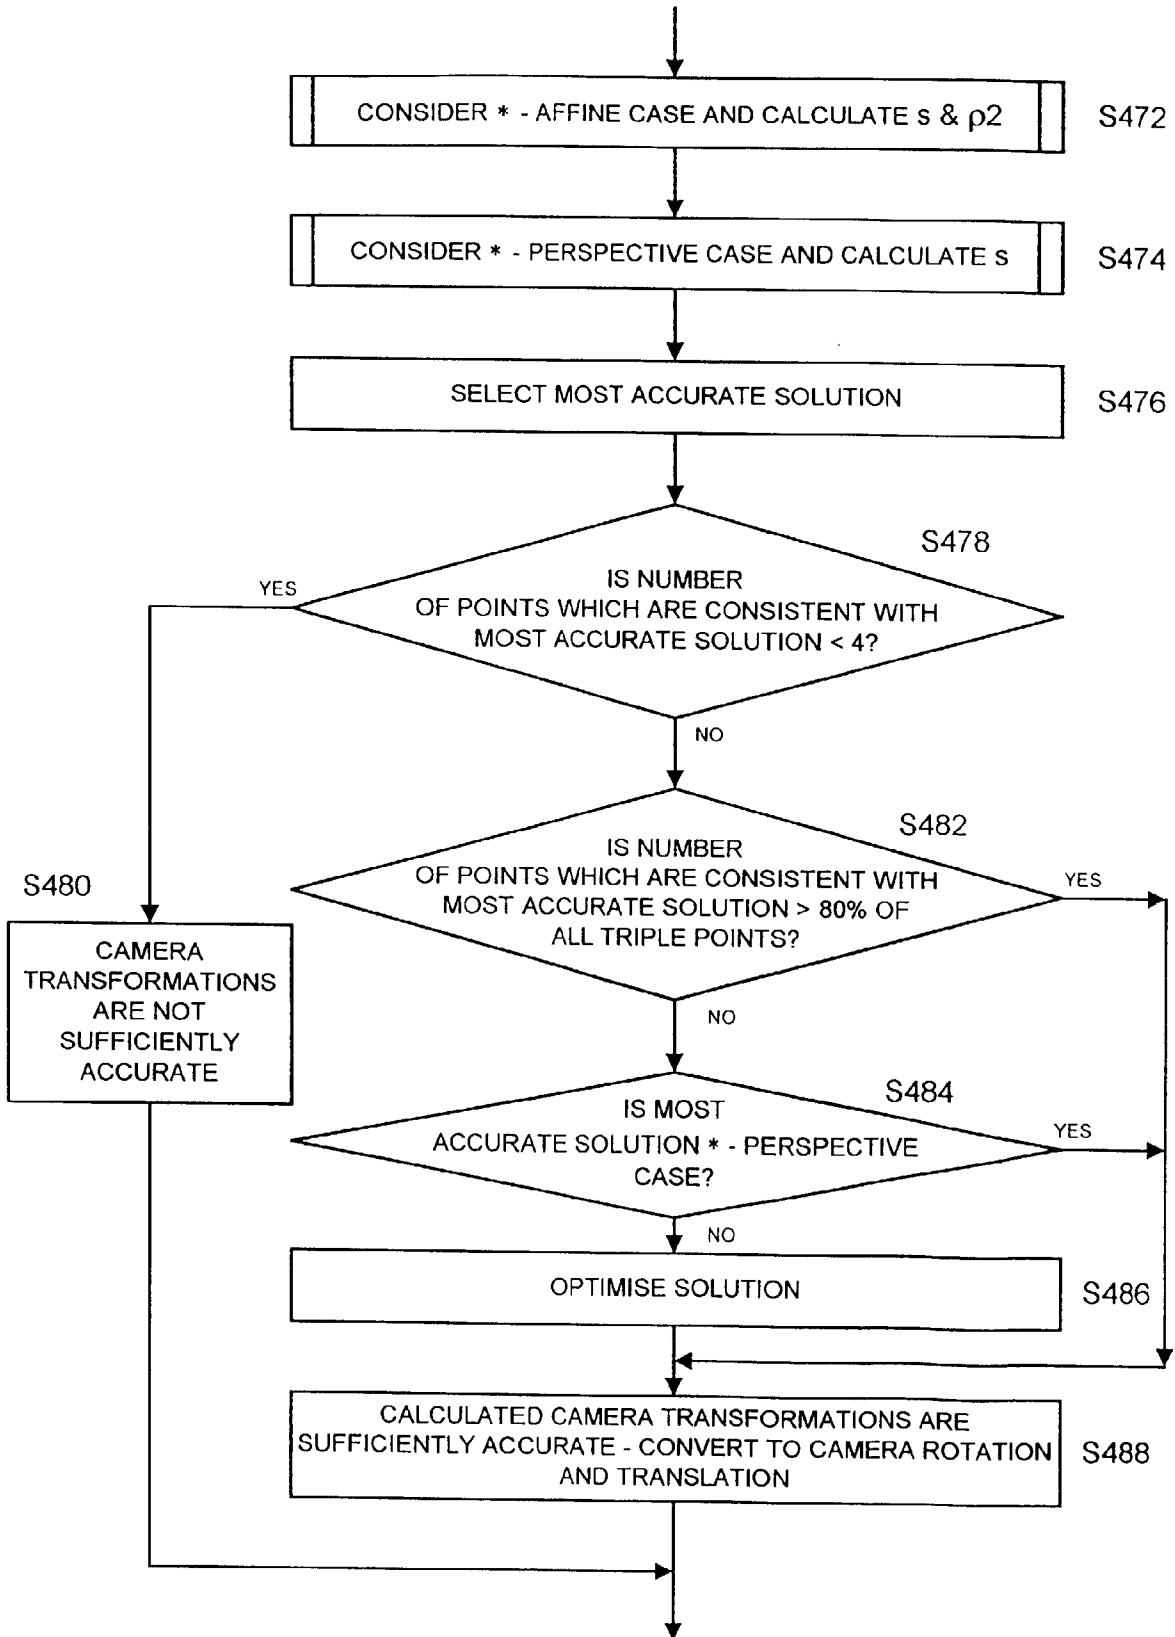 CONSIDER * - AFFINE CASE AND CALCULATE s & ρ2
S472
CONSIDER * - PERSPECTIVE CASE AND CALCULATE s
S474
SELECT MOST ACCURATE SOLUTION
S476
S478
YES
IS NUMBER
OF POINTS WHICH ARE CONSISTENT WITH
MOST ACCURATE SOLUTION < 4?
NO
S482
IS NUMBER
OF POINTS WHICH ARE CONSISTENT WITH
MOST ACCURATE SOLUTION > 80% OF
ALL TRIPLE POINTS?
YES
S480
CAMERA
TRANSFORMATIONS
ARE NOT
SUFFICIENTLY
ACCURATE
NO
S484
IS MOST
ACCURATE SOLUTION * - PERSPECTIVE
CASE?
YES
NO
OPTIMISE SOLUTION
S486
CALCULATED CAMERA TRANSFORMATIONS ARE
SUFFICIENTLY ACCURATE - CONVERT TO CAMERA ROTATION
AND TRANSLATION
S488